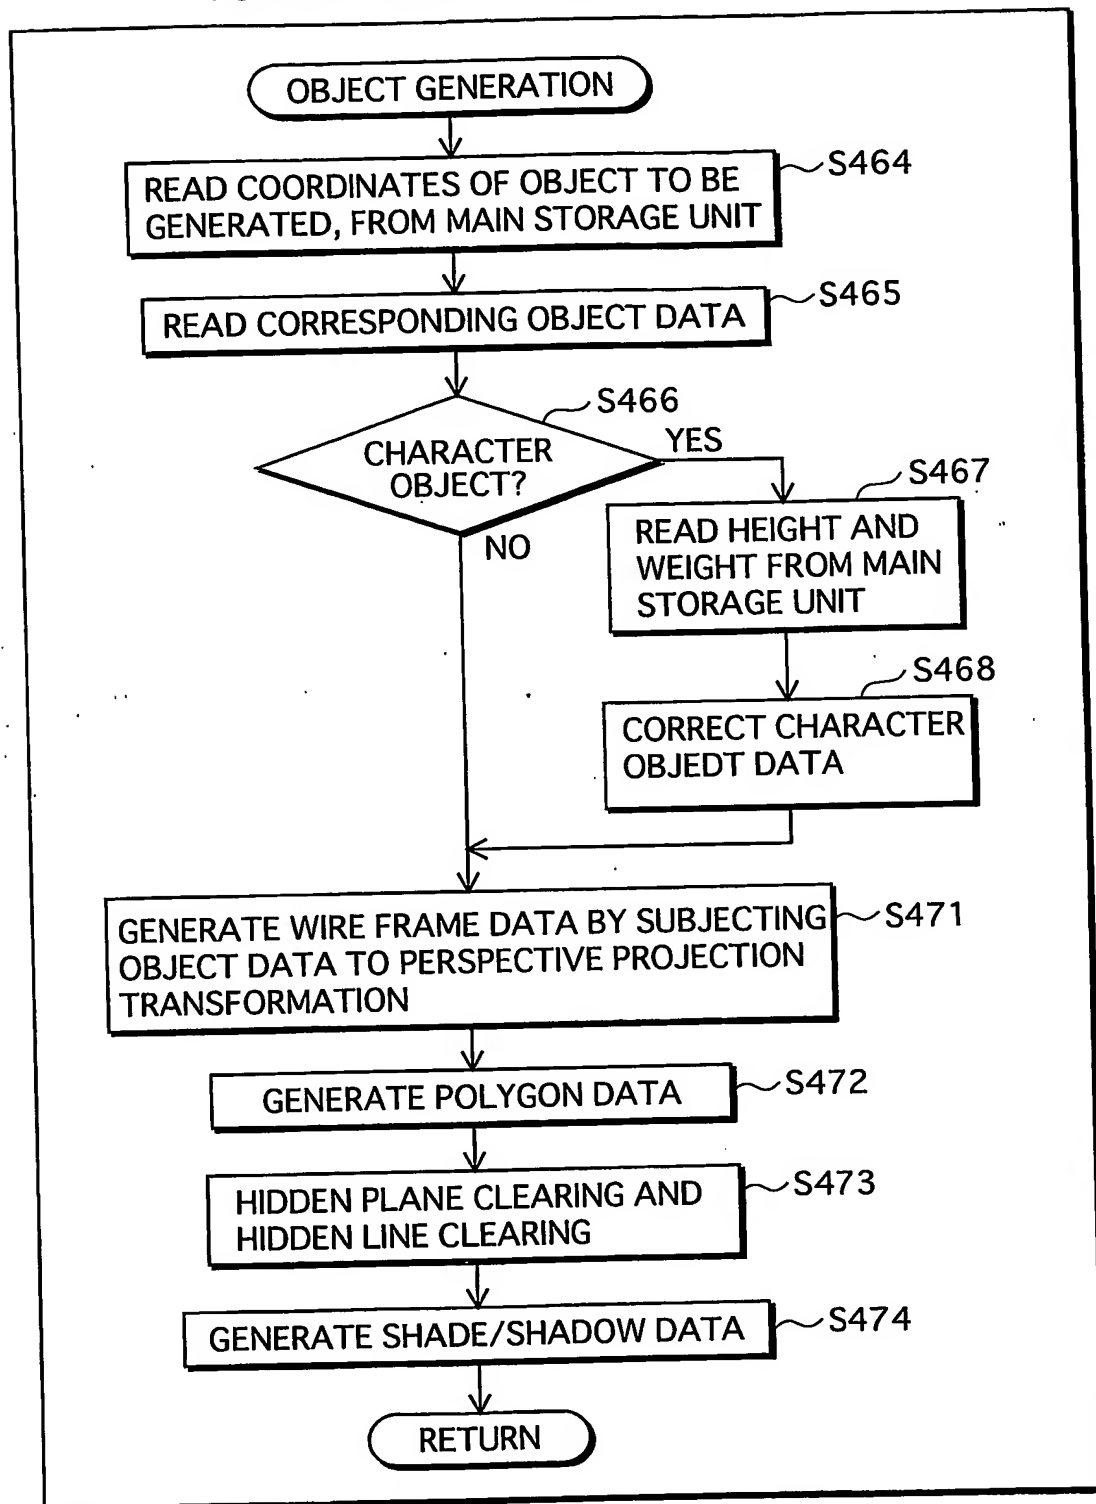 OBJECT GENERATION
READ COORDINATES OF OBJECT TO BE
GENERATED, FROM MAIN STORAGE UNIT
S464
READ CORRESPONDING OBJECT DATA
S465
CHARACTER
OBJECT?
S466
YES
NO
READ HEIGHT AND
WEIGHT FROM MAIN
STORAGE UNIT
S467
CORRECT CHARACTER
OBJEDT DATA
S468
GENERATE WIRE FRAME DATA BY SUBJECTING
OBJECT DATA TO PERSPECTIVE PROJECTION
TRANSFORMATION
S471
GENERATE POLYGON DATA
S472
HIDDEN PLANE CLEARING AND
HIDDEN LINE CLEARING
S473
GENERATE SHADE/SHADOW DATA
S474
RETURN